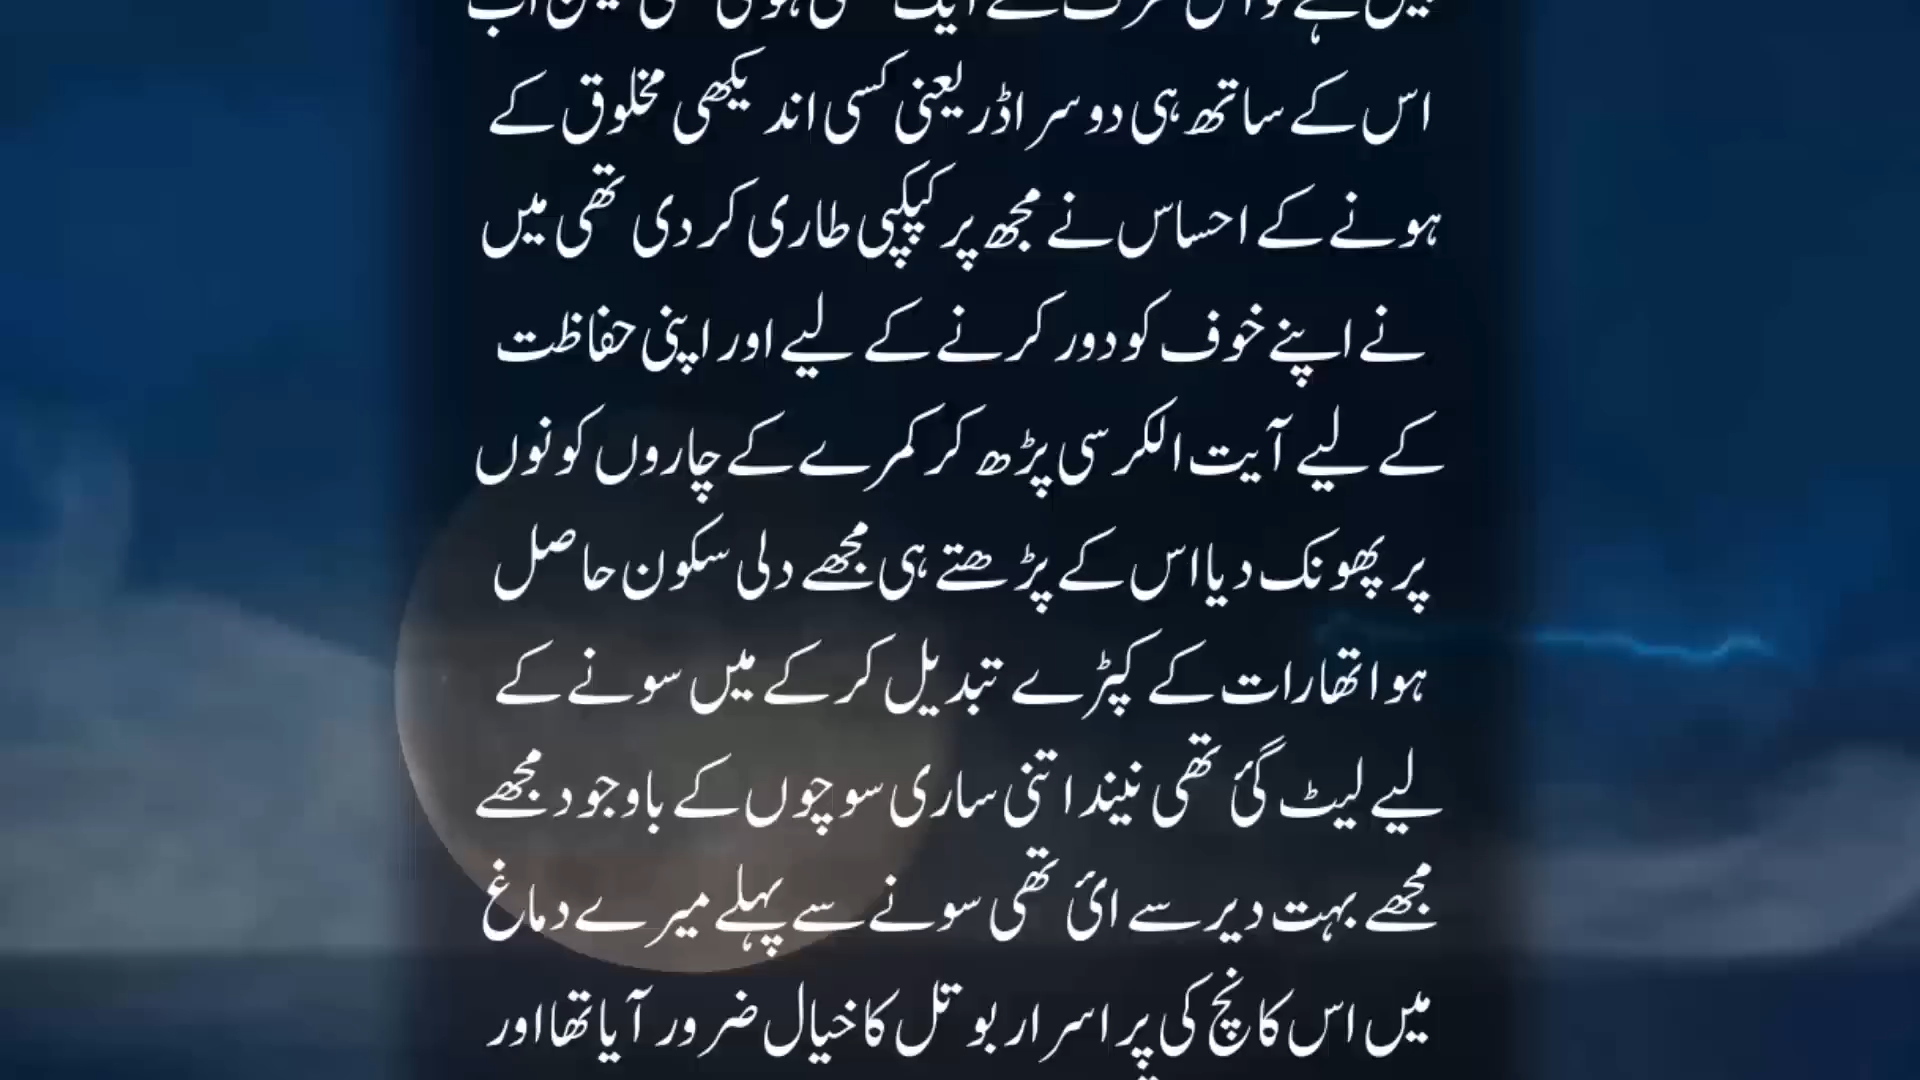 اس کے ساتھ ہی دوسرا ڈر یعنی کسی اندیکھی مخلوق کے
ہونے کے احساس نے مجھ پر کپکپی طاری کر دی تھی میں
نے اپنے خوف کو دور کرنے کے لیے اور اپنی حفاظت
کے لیے آیت الکرسی پڑھ کر کمرے کے چاروں کونوں
پر پھونک دیا اس کے پڑھتے ہی مجھے دلی سکون حاصل
ہوا تھا رات کے کپڑے تبدیل کر کے میں سونے کے
لیے لیٹ گئ تھی نیند اتنی ساری سوچوں کے باوجود مجھے
مجھے بہت دیر سے ائ تھی سونے سے پہلے میرے دماغ
میں اس کانچ کی پر اسرار بوتل کا خیال ضرور آیا تھا اور